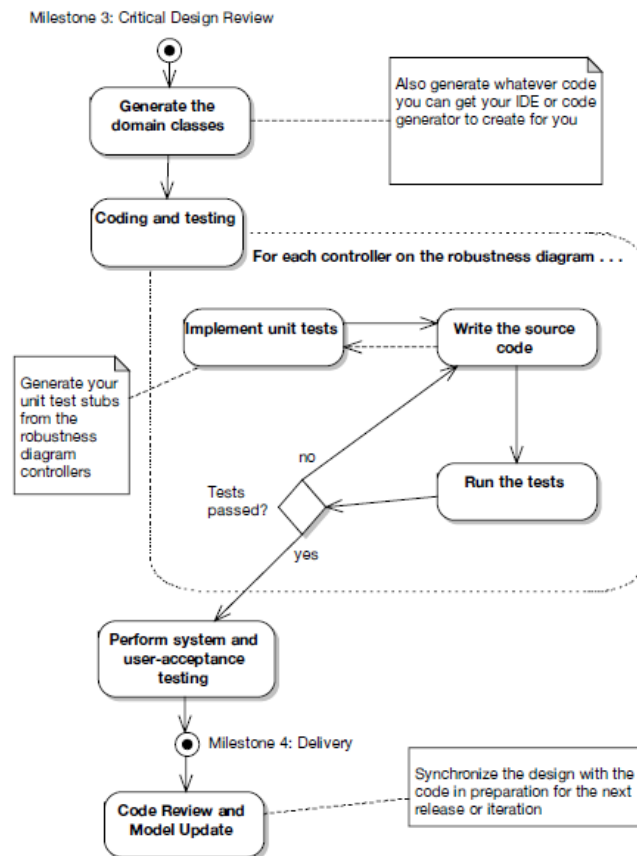 Milestone 3: Critical Design Review
Generate the
domain classes
Also generate whatever code
you can get your IDE or code
generator to create for you
Coding and testing
For each controller on the robustness diagram . . .
Implement unit tests
Write the source
code
Generate your
unit test stubs
from the
robustness
diagram
controllers
no
Tests
passed?
Run the tests
yes
Perform system and
user-acceptance
testing
Milestone 4: Delivery
Code Review and
Model Update
Synchronize the design with the
code in preparation for the next
release or iteration